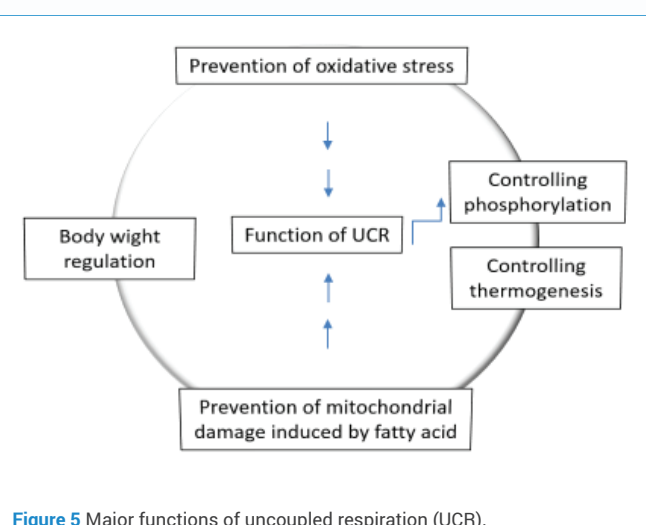 Prevention of oxidative stress
Controlling
phosphorylation
Body wight
regulation
Function of UCR
Controlling
thermogenesis
Prevention of mitochondrial
damage induced by fatty acid
Figure 5 Major functions of uncoupled respiration (UCR).